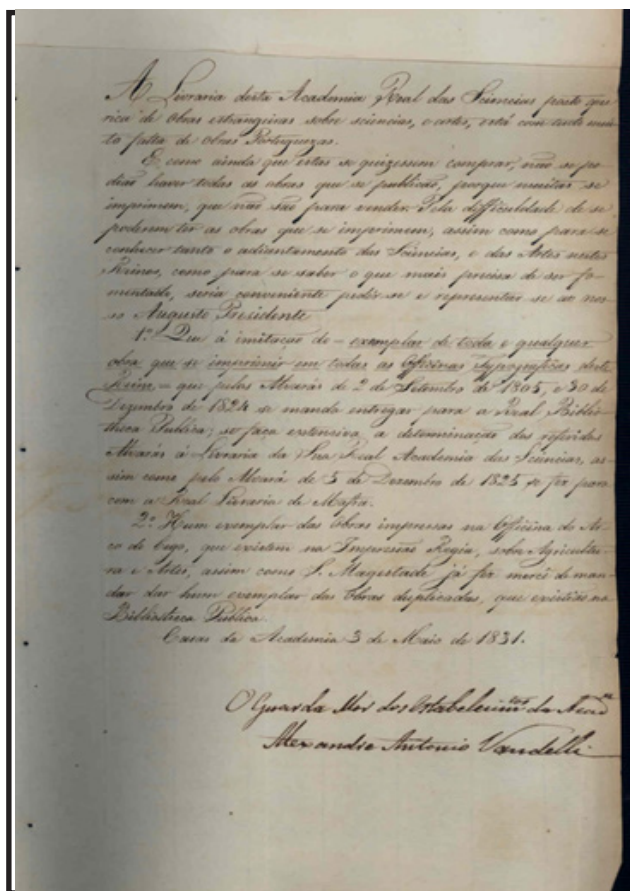 A Livraria desta Academia Real das Sciencias posto que
rica de Obras estrangeiras sobre sciencias, e artes, está com tudo mui-
to falta de Obras Portuguezas.
E como ainda que estas se quizessem comprar, não se po-
dião haver todas as obras que se publicão, porque muitas se
imprimem, que não são para vender. Pela difficuldade de se
poderem ter as obras que se imprimem, assim como para se
conhecer tanto o adiantamento das Sciencias, e das Artes nestes
Reinos, como para se saber o que mais precisa de ser fo-
mentado, seria conveniente pedir-se e representar-se ao nos-
so Augusto Presidente
1.º Que á imitação do = exemplar de toda e qualquer
obra que se imprimir em todas as Officinas Typograficas deste
Reino = que pelos Alvarás de 2 de Setembro de 1805, e 30 de
Dezembro de 1824 se manda entregar para a Real Biblio-
theca Publica; se faça extensiva a determinação dos referidos
Alvarás á Livraria da Sua Real Academia das Sciencias, as-
sim como pelo Alvará de 5 de Dezembro de 1825 se fez para
com a Real Livraria de Mafra.
2.º Hum exemplar das Obras impressas na Officina do Ar-
co do Cego, que existem na Impressão Regia, sobre Agricultu-
ra e Artes, assim como S. Magestade já fez mercê de man-
dar dar hum exemplar das Obras duplicadas, que existião na
Bibliotheca Publica.
Casas da Academia 3 de Maio de 1831.
O Guarda Mor dos Estabelecim.tos da Acad.ª
Alexandre Antonio Vandelli